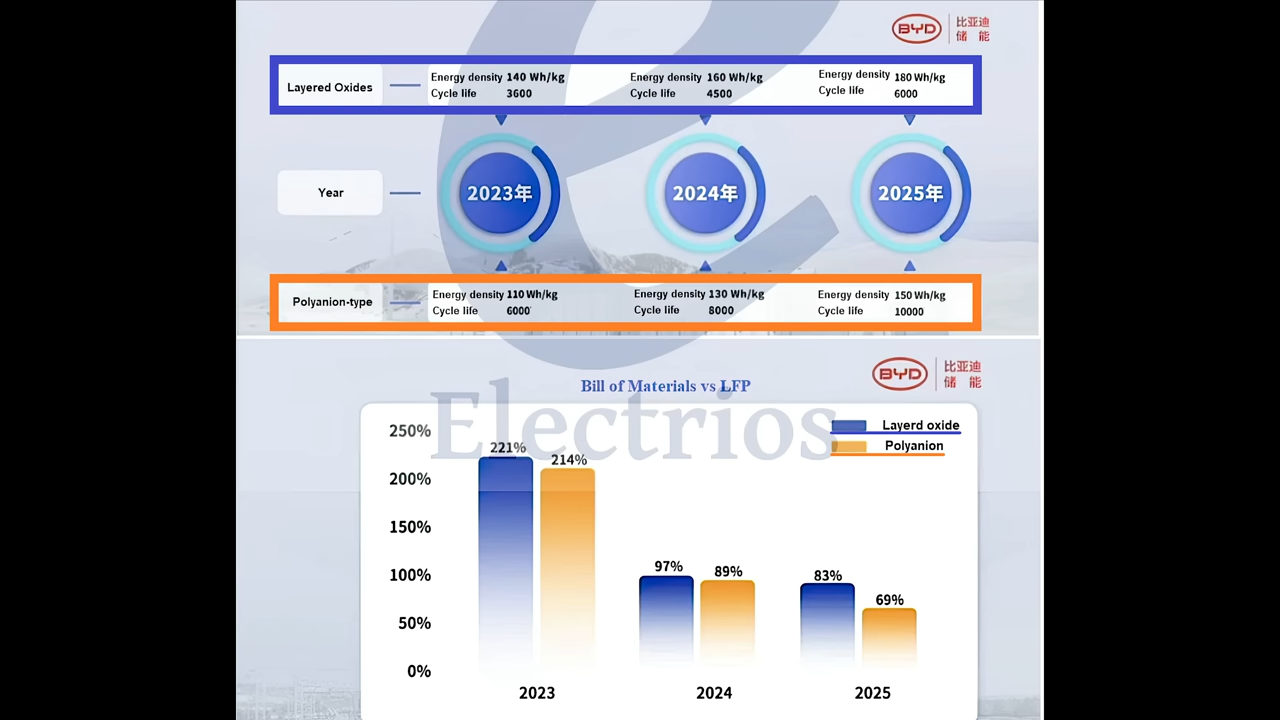 BYD 比亚迪
储 能
Layered Oxides
Energy density 140 Wh/kg
Cycle life 3600
Energy density 160 Wh/kg
Cycle life 4500
Energy density 180 Wh/kg
Cycle life 6000
Year
2023年
2024年
2025年
Polyanion-type
Energy density 110 Wh/kg
Cycle life 6000
Energy density 130 Wh/kg
Cycle life 8000
Energy density 150 Wh/kg
Cycle life 10000
Bill of Materials vs LFP
BYD 比亚迪
储 能
Electrios
Layerd oxide
Polyanion
250%
200%
150%
100%
50%
0%
221%
214%
97%
89%
83%
69%
2023
2024
2025